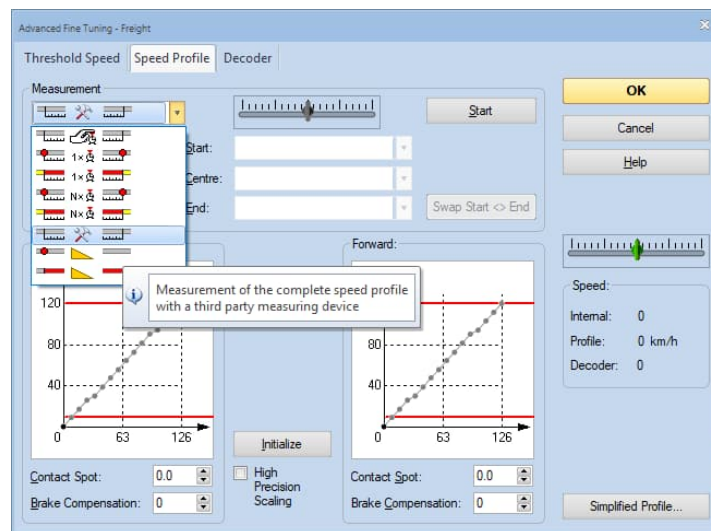 Advanced Fine Tuning - Freight
Threshold Speed Speed Profile Decoder
Measurement
Start
OK
Cancel
Help
1×
1×
N×
N×
Start:
Centre:
End:
Swap Start <> End
Forward:
Measurement of the complete speed profile
with a third party measuring device
Speed:
Internal: 0
Profile: 0 km/h
Decoder: 0
120
80
40
0 63 126
80
40
0 63 126
Initialize
High
Precision
Scaling
Contact Spot: 0.0
Brake Compensation: 0
Contact Spot: 0.0
Brake Compensation: 0
Simplified Profile...